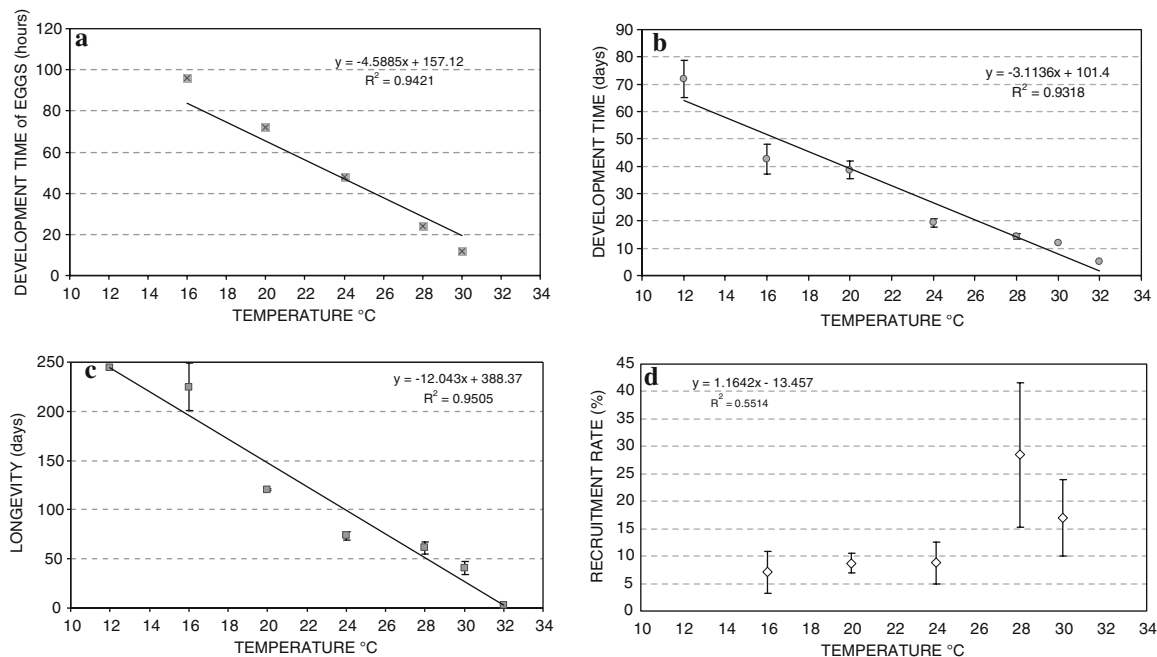 a
y = -4.5885x + 157.12
R² = 0.9421
DEVELOPMENT TIME of EGGS (hours)
120
100
80
60
40
20
0
10 12 14 16 18 20 22 24 26 28 30 32 34
TEMPERATURE °C
b
y = -3.1136x + 101.4
R² = 0.9318
DEVELOPMENT TIME (days)
90
80
70
60
50
40
30
20
10
0
10 12 14 16 18 20 22 24 26 28 30 32 34
TEMPERATURE °C
c
y = -12.043x + 388.37
R² = 0.9505
LONGEVITY (days)
250
200
150
100
50
0
10 12 14 16 18 20 22 24 26 28 30 32 34
TEMPERATURE °C
d
y = 1.1642x - 13.457
R² = 0.5514
RECRUITMENT RATE (%)
45
40
35
30
25
20
15
10
5
0
10 12 14 16 18 20 22 24 26 28 30 32 34
TEMPERATURE °C